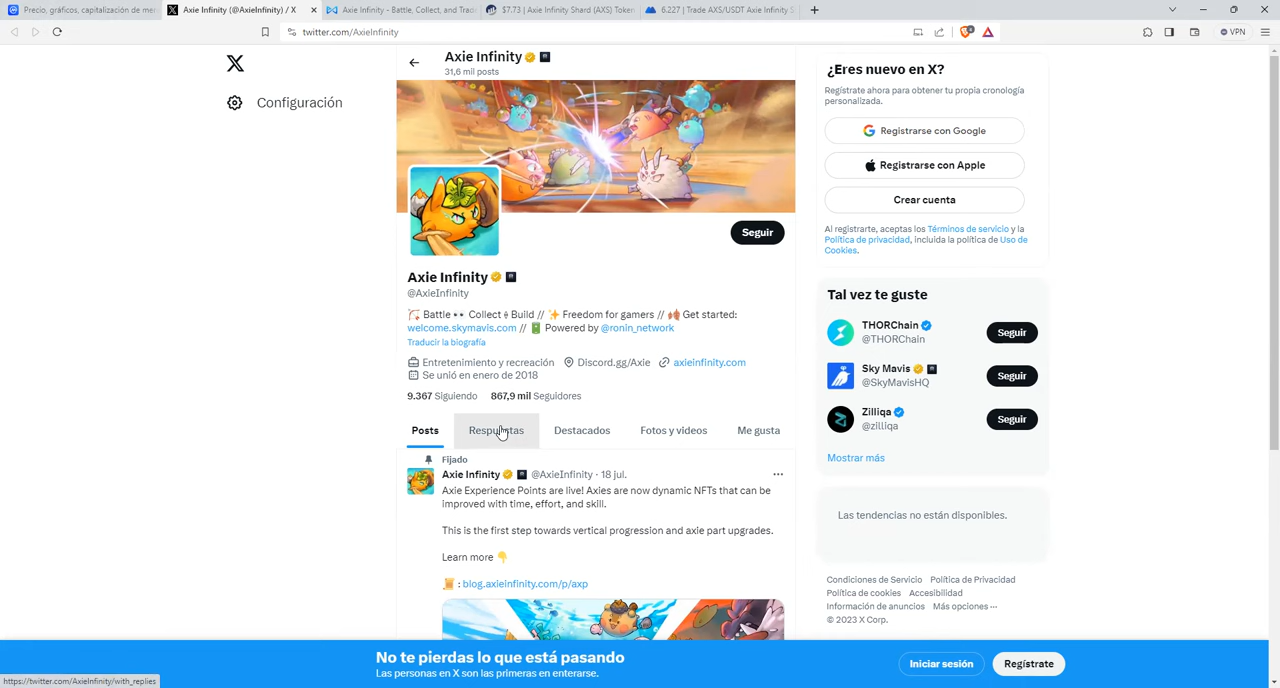 Precio, gráficos, capitalización de mer
Axie Infinity (@AxieInfinity) / X
Axie Infinity - Battle, Collect, and Trad
$7.73 | Axie Infinity Shard (AXS) Token
6.227 | Trade AXS/USDT Axie Infinity S
twitter.com/AxieInfinity
VPN
Configuración
Axie Infinity
31,6 mil posts
Seguir
Axie Infinity
@AxieInfinity
Battle Collect Build // Freedom for gamers // Get started:
welcome.skymavis.com // Powered by @ronin_network
Traducir la biografía
Entretenimiento y recreación Discord.gg/Axie axieinfinity.com
Se unió en enero de 2018
9.367 Siguiendo 867,9 mil Seguidores
Posts Respuestas Destacados Fotos y videos Me gusta
Fijado
Axie Infinity @AxieInfinity · 18 jul.
Axie Experience Points are live! Axies are now dynamic NFTs that can be
improved with time, effort, and skill.
This is the first step towards vertical progression and axie part upgrades.
Learn more 👇
📜 : blog.axieinfinity.com/p/axp
¿Eres nuevo en X?
Regístrate ahora para obtener tu propia cronología
personalizada.
Registrarse con Google
Registrarse con Apple
Crear cuenta
Al registrarte, aceptas los Términos de servicio y la
Política de privacidad, incluida la política de Uso de
Cookies.
Tal vez te guste
THORChain
@THORChain
Seguir
Sky Mavis
@SkyMavisHQ
Seguir
Zilliqa
@zilliqa
Seguir
Mostrar más
Las tendencias no están disponibles.
Condiciones de Servicio Política de Privacidad
Política de cookies Accesibilidad
Información de anuncios Más opciones ···
© 2023 X Corp.
No te pierdas lo que está pasando
Las personas en X son las primeras en enterarse.
Iniciar sesión
Regístrate
https://twitter.com/AxieInfinity/with_replies